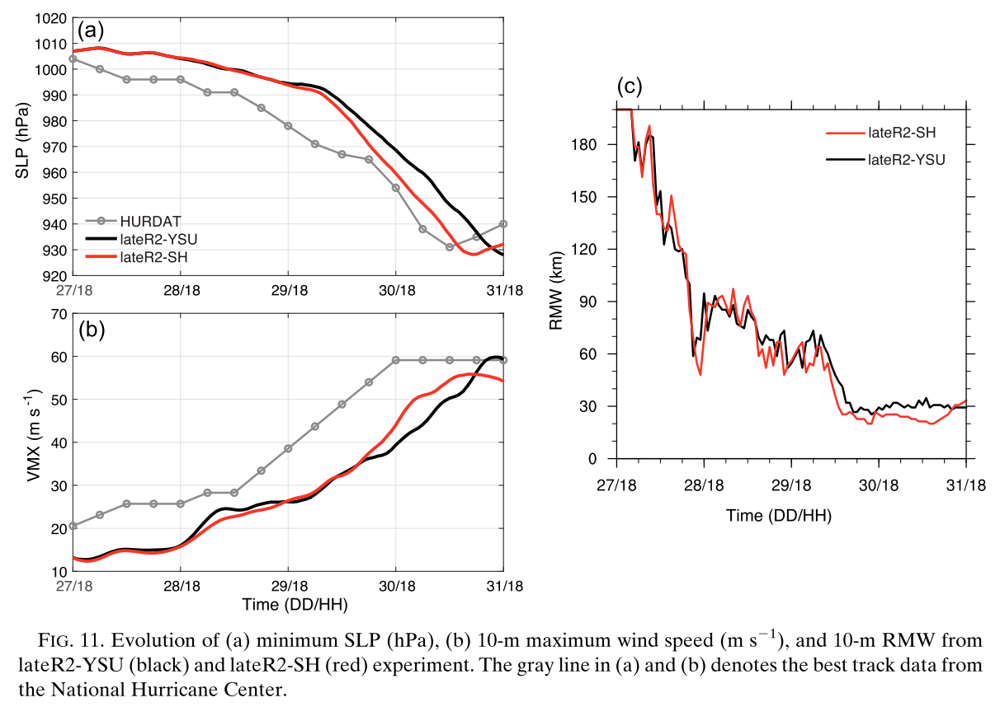 (a)
SLP (hPa)
1020
1010
1000
990
980
970
960
950
940
930
920
HURDAT
lateR2-YSU
lateR2-SH
27/18 28/18 29/18 30/18 31/18
(b)
VMX (m s-1)
70
60
50
40
30
20
10
27/18 28/18 29/18 30/18 31/18
Time (DD/HH)
(c)
RMW (km)
180
150
120
90
60
30
0
lateR2-SH
lateR2-YSU
27/18 28/18 29/18 30/18 31/18
Time (DD/HH)
FIG. 11. Evolution of (a) minimum SLP (hPa), (b) 10-m maximum wind speed (m s−1), and 10-m RMW from
lateR2-YSU (black) and lateR2-SH (red) experiment. The gray line in (a) and (b) denotes the best track data from
the National Hurricane Center.